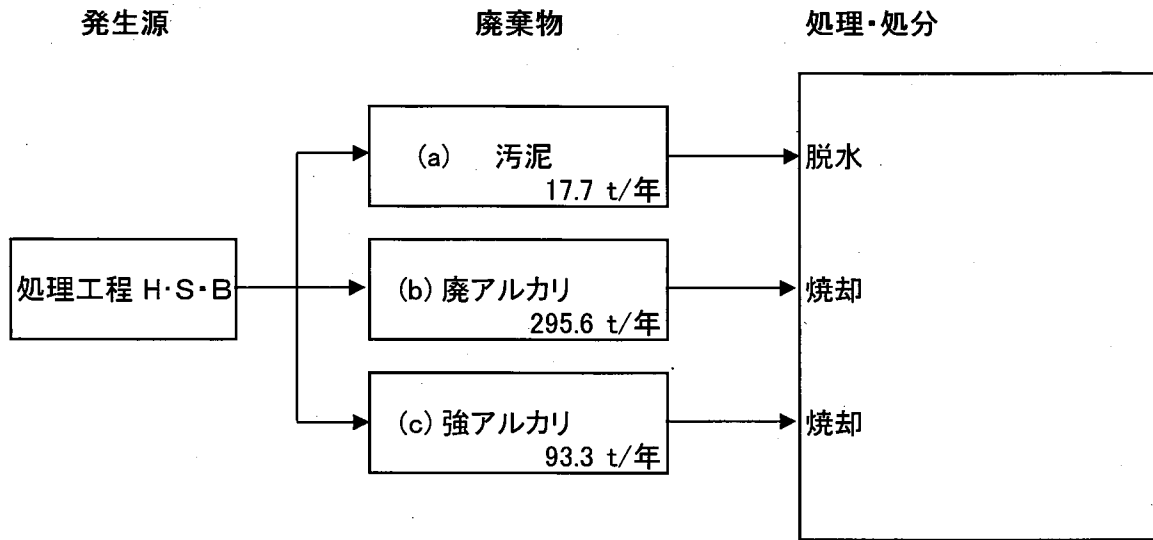 発生源 廃棄物 処理・処分
(a) 汚泥
17.7 t/年
脱水
処理工程 H・S・B
(b) 廃アルカリ
295.6 t/年
焼却
(c) 強アルカリ
93.3 t/年
焼却